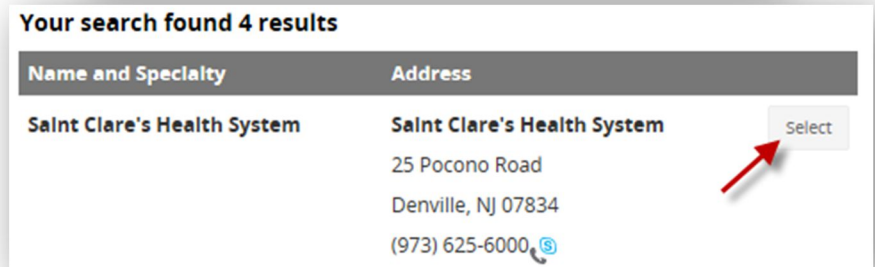 Your search found 4 results
Name and Specialty Address
Saint Clare's Health System Saint Clare's Health System Select
25 Pocono Road
Denville, NJ 07834
(973) 625-6000